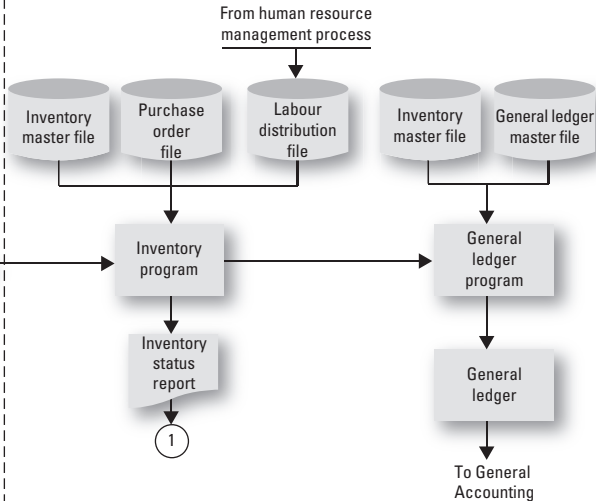 From human resource
management process
Inventory
master file
Purchase
order
file
Labour
distribution
file
Inventory
master file
General ledger
master file
Inventory
program
General
ledger
program
Inventory
status
report
General
ledger
1
To General
Accounting